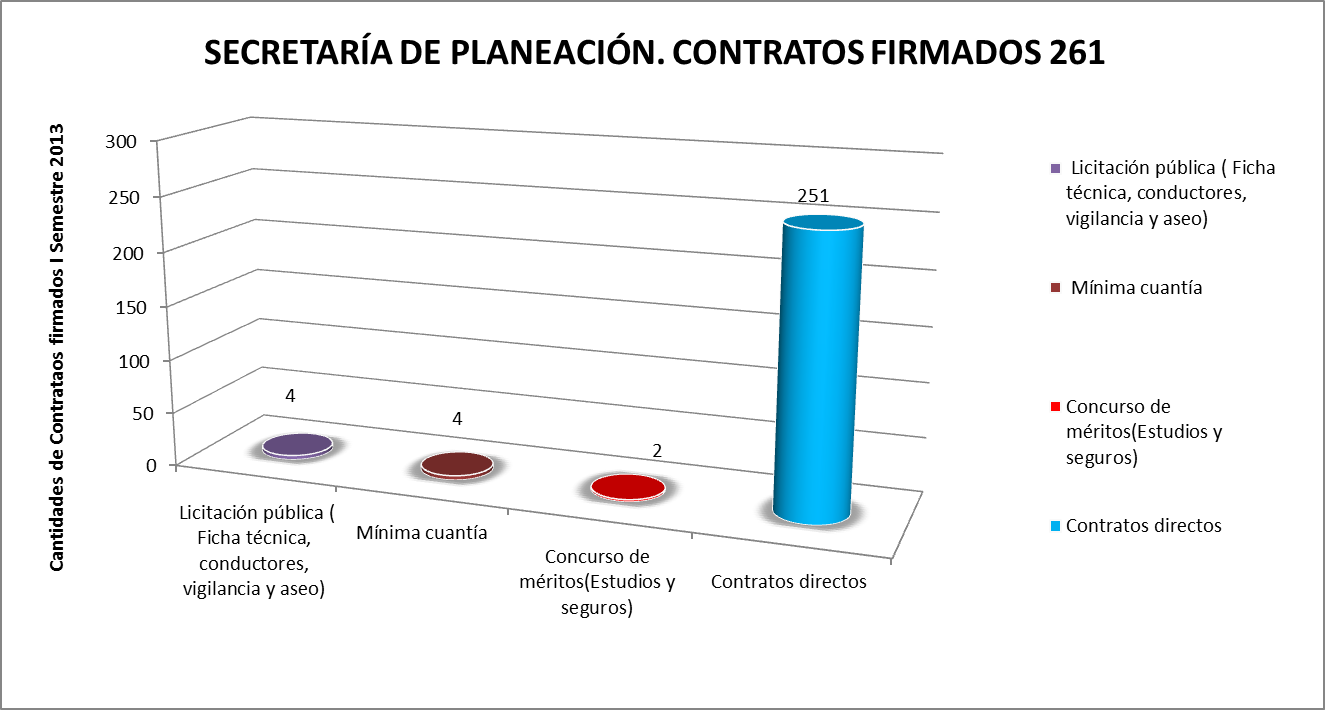 SECRETARÍA DE PLANEACIÓN. CONTRATOS FIRMADOS 261
Cantidades de Contrataos firmados I Semestre 2013
300
250
200
150
100
50
0
4
4
2
251
Licitación pública (
Ficha técnica,
conductores,
vigilancia y aseo)
Mínima cuantía
Concurso de
méritos(Estudios y
seguros)
Contratos directos
Licitación pública ( Ficha
técnica, conductores,
vigilancia y aseo)
Mínima cuantía
Concurso de
méritos(Estudios y
seguros)
Contratos directos